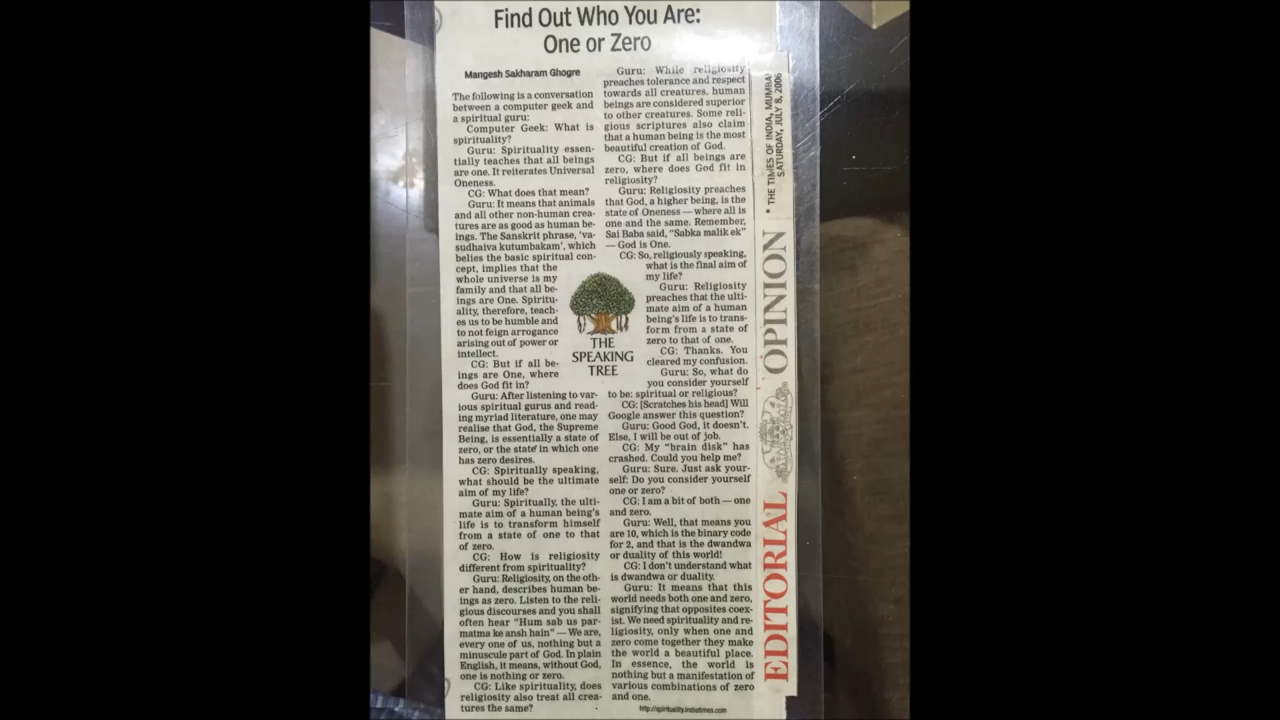 Find Out Who You Are:
One or Zero
Mangesh Sakharam Ghogre
The following is a conversation
between a computer geek and
a spiritual guru:
Computer Geek: What is
spirituality?
Guru: Spirituality essen-
tially teaches that all beings
are one. It reiterates Universal
Oneness.
CG: What does that mean?
Guru: It means that animals
and all other non-human crea-
tures are as good as human be-
ings. The Sanskrit phrase, 'va-
sudhaiva kutumbakam', which
belies the basic spiritual con-
cept, implies that the
whole universe is my
family and that all be-
ings are One. Spiritu-
ality, therefore, teach-
es us to be humble and
to not feign arrogance
arising out of power or
intellect.
CG: But if all be-
ings are One, where
does God fit in?
Guru: After listening to var-
ious spiritual gurus and read-
ing myriad literature, one may
realise that God, the Supreme
Being, is essentially a state of
zero, or the state in which one
has zero desires.
CG: Spiritually speaking,
what should be the ultimate
aim of my life?
Guru: Spiritually, the ulti-
mate aim of a human being's
life is to transform himself
from a state of one to that
of zero.
CG: How is religiosity
different from spirituality?
Guru: Religiosity, on the oth-
er hand, describes human be-
ings as zero. Listen to the reli-
gious discourses and you shall
often hear "Hum sab us par-
matma ke ansh hain" — We are,
every one of us, nothing but a
minuscule part of God. In plain
English, it means, without God,
one is nothing or zero.
CG: Like spirituality, does
religiosity also treat all crea-
tures the same?
Guru: While religiosity
preaches tolerance and respect
towards all creatures, human
beings are considered superior
to other creatures. Some reli-
gious scriptures also claim
that a human being is the most
beautiful creation of God.
CG: But if all beings are
zero, where does God fit in
religiosity?
Guru: Religiosity preaches
that God, a higher being, is the
state of Oneness — where all is
one and the same. Remember,
Sai Baba said, "Sabka malik ek"
— God is One.
CG: So, religiously speaking,
what is the final aim of
my life?
Guru: Religiosity
preaches that the ulti-
mate aim of a human
being's life is to trans-
form from a state of
zero to that of one.
CG: Thanks. You
cleared my confusion.
Guru: So, what do
you consider yourself
to be: spiritual or religious?
CG: [Scratches his head] Will
Google answer this question?
Guru: Good God, it doesn't.
Else, I will be out of job.
CG: My "brain disk" has
crashed. Could you help me?
Guru: Sure. Just ask your-
self: Do you consider yourself
one or zero?
CG: I am a bit of both — one
and zero.
Guru: Well, that means you
are 10, which is the binary code
for 2, and that is the dwandwa
or duality of this world!
CG: I don't understand what
is dwandwa or duality.
Guru: It means that this
world needs both one and zero,
signifying that opposites coex-
ist. We need spirituality and re-
ligiosity, only when one and
zero come together they make
the world a beautiful place.
In essence, the world is
nothing but a manifestation of
various combinations of zero
and one.
http://spirituality.indiatimes.com
THE
SPEAKING
TREE
* THE TIMES OF INDIA, MUMBAI
SATURDAY, JULY 8, 2006
EDITORIAL OPINION